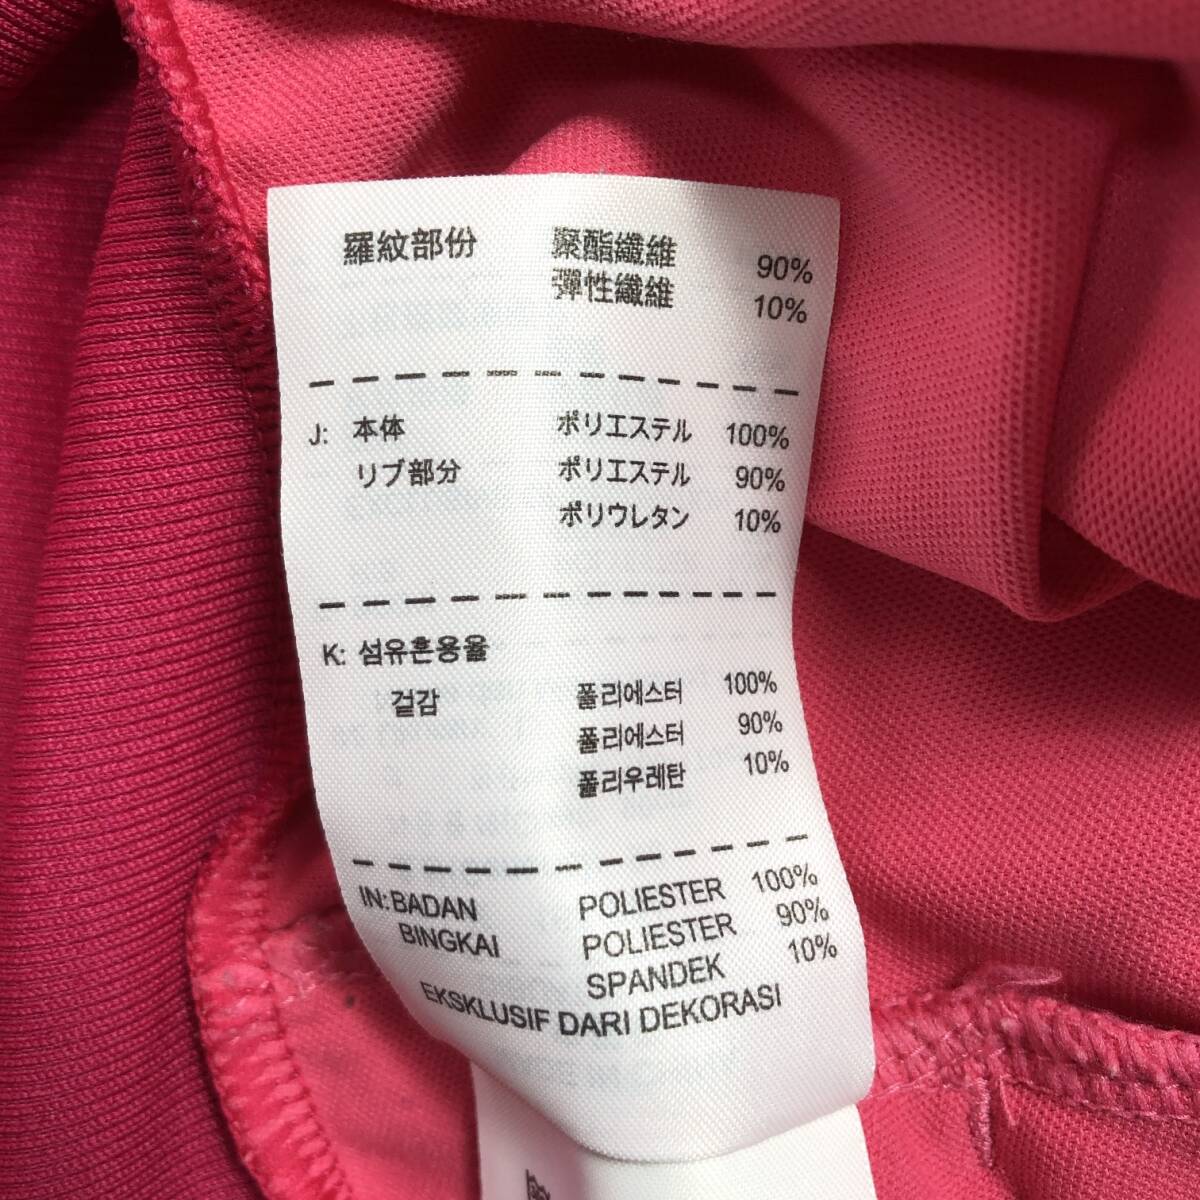 羅紋部份 聚酯纖維 90%
彈性纖維 10%
J: 本体 ポリエステル 100%
リブ部分 ポリエステル 90%
ポリウレタン 10%
K: 섬유혼용율
겉감 폴리에스터 100%
폴리에스터 90%
폴리우레탄 10%
IN: BADAN POLIESTER 100%
BINGKAI POLIESTER 90%
SPANDEK 10%
EKSKLUSIF DARI DEKORASI